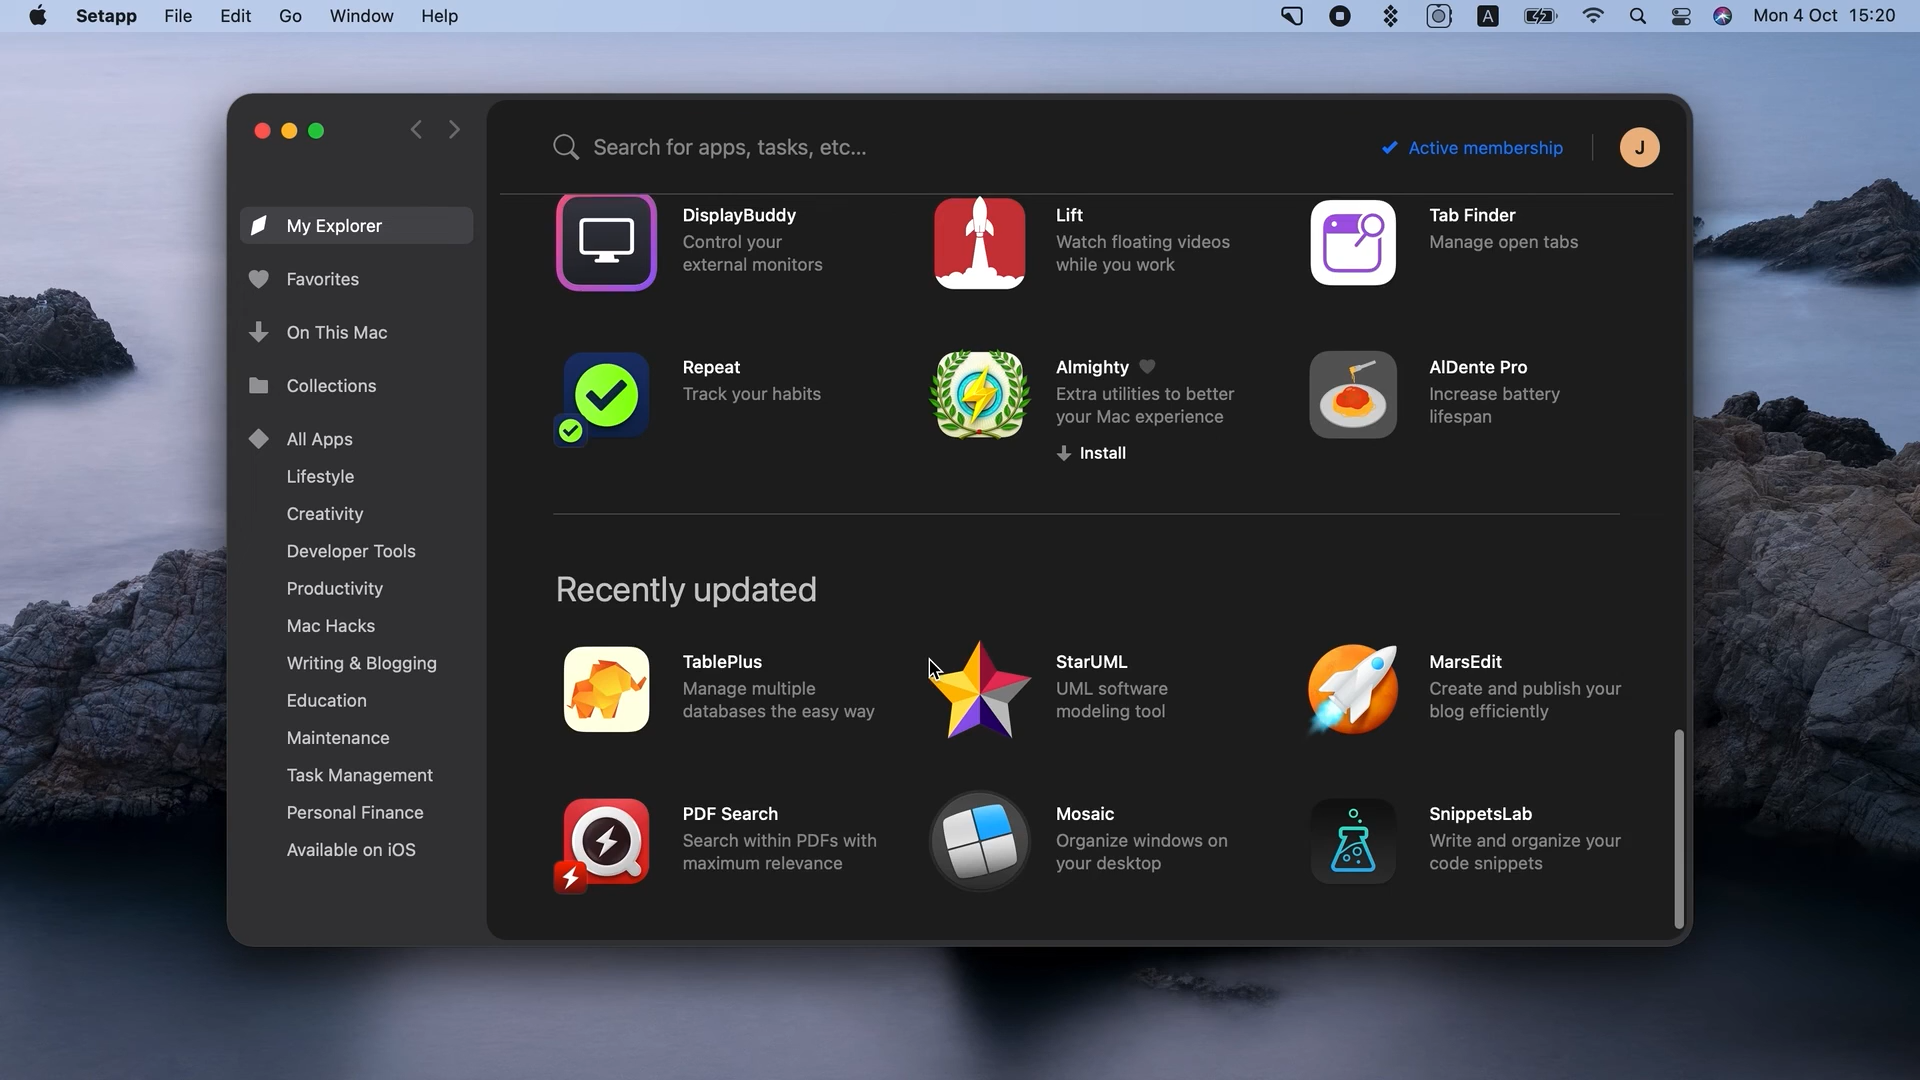 Setapp File Edit Go Window Help A Mon 4 Oct 15:20
Search for apps, tasks, etc...
Active membership
J
My Explorer
Favorites
On This Mac
Collections
All Apps
Lifestyle
Creativity
Developer Tools
Productivity
Mac Hacks
Writing & Blogging
Education
Maintenance
Task Management
Personal Finance
Available on iOS
DisplayBuddy
Control your
external monitors
Lift
Watch floating videos
while you work
Tab Finder
Manage open tabs
Repeat
Track your habits
Almighty
Extra utilities to better
your Mac experience
Install
AlDente Pro
Increase battery
lifespan
Recently updated
TablePlus
Manage multiple
databases the easy way
StarUML
UML software
modeling tool
MarsEdit
Create and publish your
blog efficiently
PDF Search
Search within PDFs with
maximum relevance
Mosaic
Organize windows on
your desktop
SnippetsLab
Write and organize your
code snippets